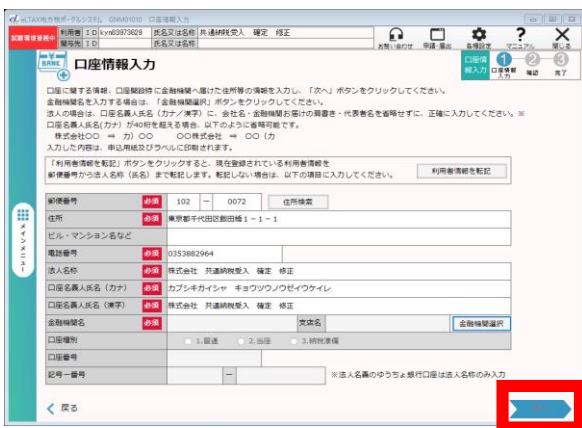 eLTAX地方税ポータルシステム GNM01010 口座情報入力
試験環境接続中
利用者ID kyn03973629 氏名又は名称 共通納税受入 確定 修正
関与先ID 氏名又は名称
お問い合わせ 申請・届出 各種設定 マニュアル 閉じる
BANK 口座情報入力
口座情報入力 1 口座情報入力 2 確認 3 完了
口座に関する情報、口座開設時に金融機関へ届けた住所等の情報を入力し、「次へ」ボタンをクリックしてください。
金融機関名を入力する場合は、「金融機関選択」ボタンをクリックしてください。
法人の場合は、口座名義人氏名(カナ/漢字)に、会社名・金融機関お届けの肩書き・代表者名を省略せずに、正確に入力してください。※
口座名義人氏名(カナ)が40桁を超える場合、以下のように省略可能です。
株式会社○○ ⇒ カ)○○ ○○株式会社 ⇒ ○○(カ
入力した内容は、申込用紙及びラベルに印刷されます。
「利用者情報を転記」ボタンをクリックすると、現在登録されている利用者情報を
郵便番号から法人名称(氏名)まで転記します。転記しない場合は、以下の項目に入力してください。
利用者情報を転記
郵便番号 必須 102 － 0072 住所検索
住所 必須 東京都千代田区飯田橋1－1－1
ビル・マンション名など
電話番号 必須 0353882964
法人名称 必須 株式会社 共通納税受入 確定 修正
口座名義人氏名(カナ) 必須 カブシキガイシャ キョウツウノウゼイウケイレ
口座名義人氏名(漢字) 必須 株式会社 共通納税受入 確定 修正
金融機関名 必須 支店名 金融機関選択
口座種別 1.普通 2.当座 3.納税準備
口座番号
記号－番号 － ※法人名義のゆうちょ銀行口座は法人名称のみ入力
メインメニュー
戻る